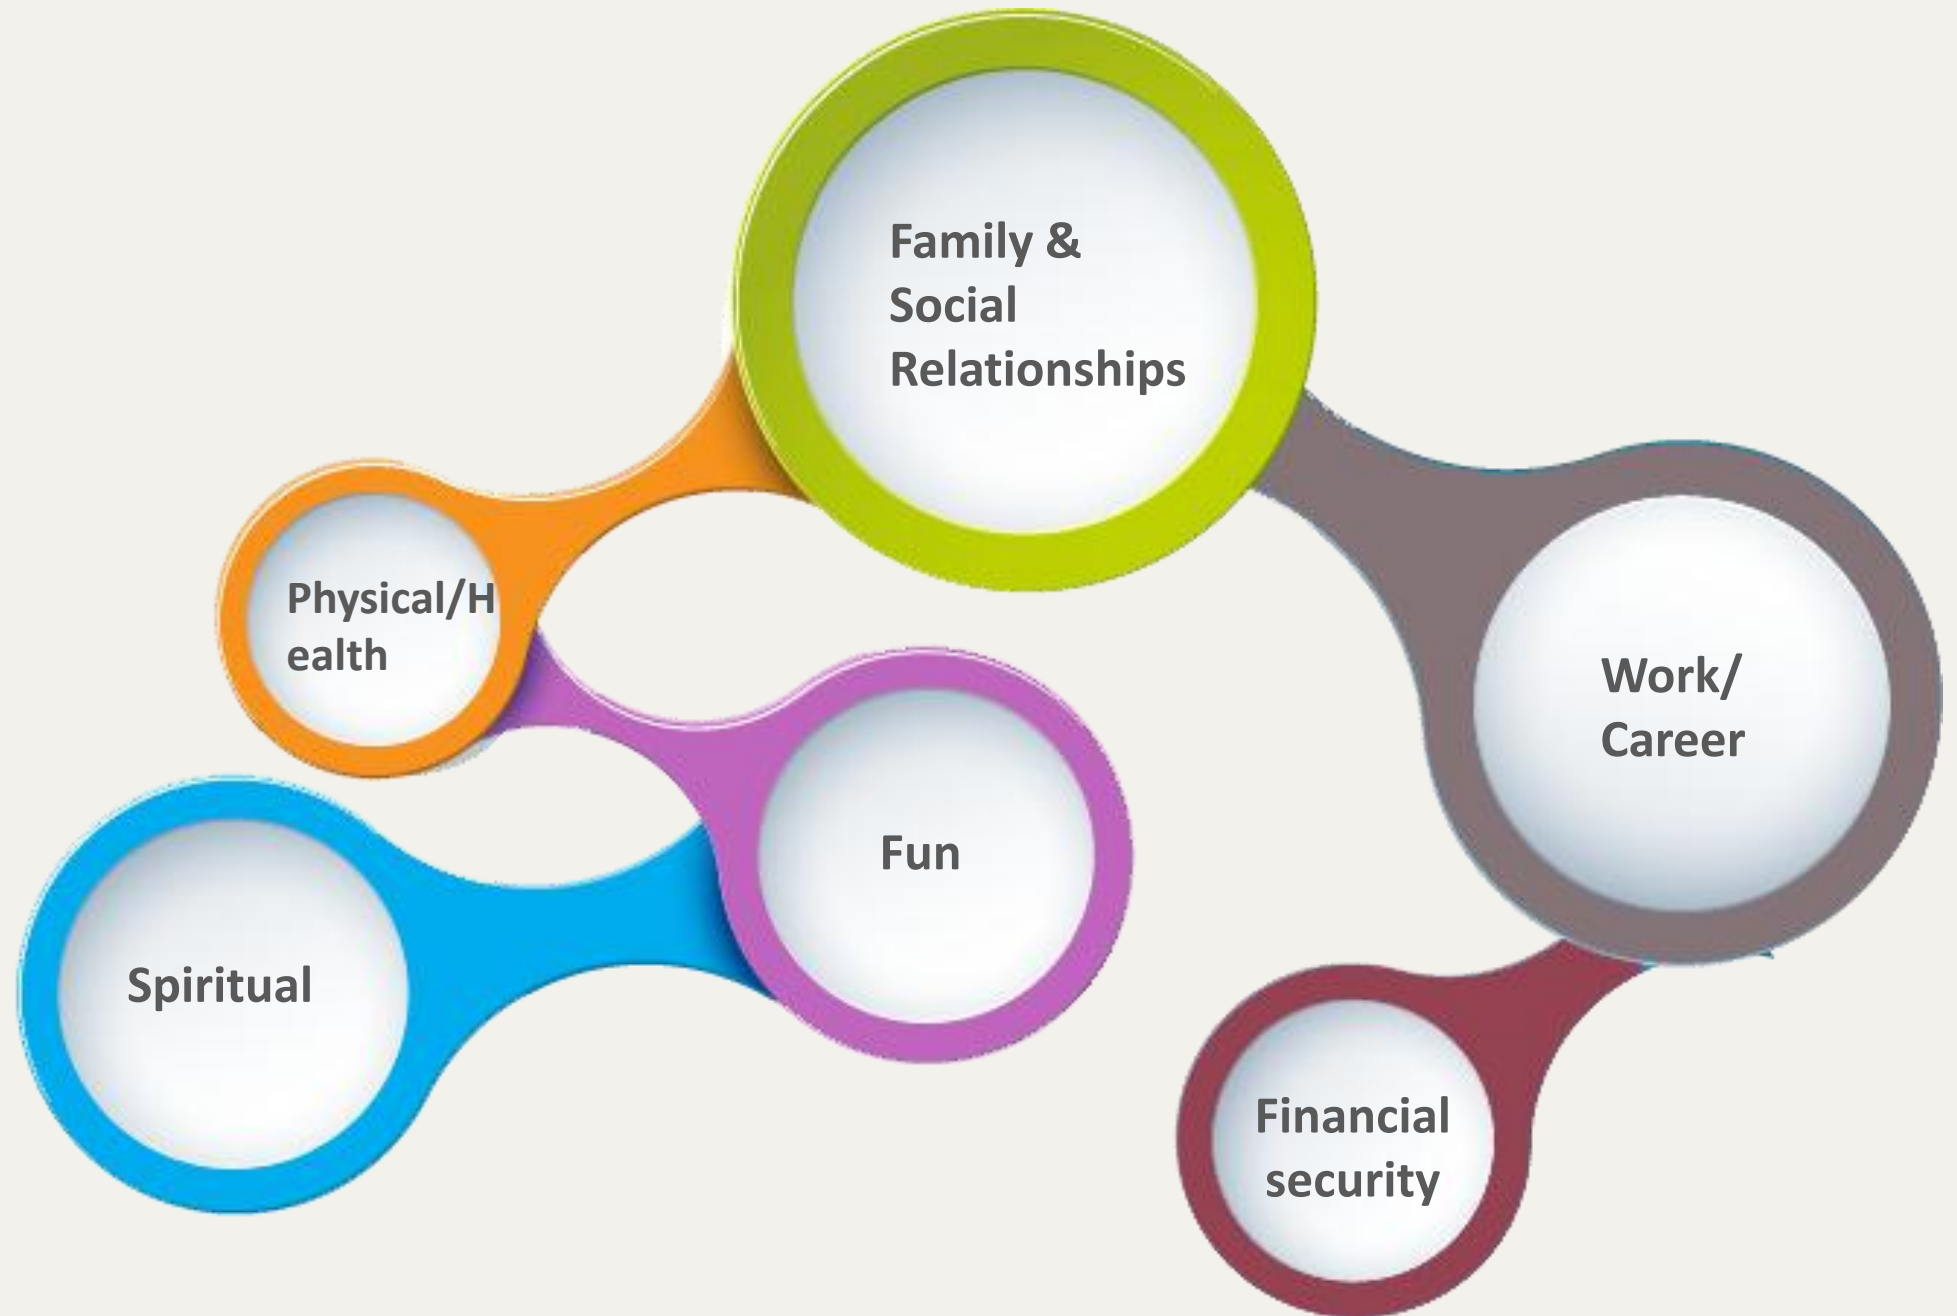 Family &
Social
Relationships
Physical/H
ealth
Work/
Career
Fun
Spiritual
Financial
security